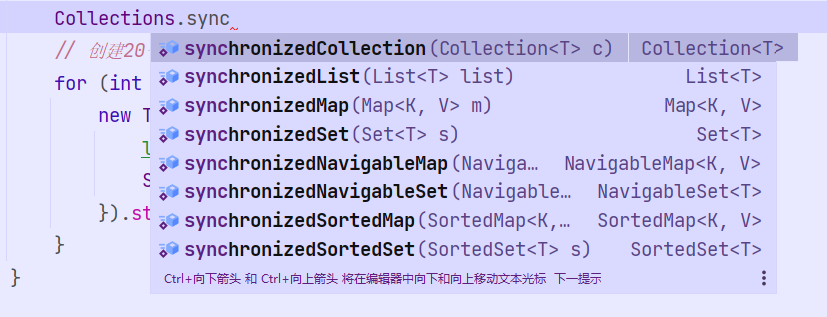 Collections.sync
// 创建20
synchronizedCollection(Collection<T> c) Collection<T>
for (int
synchronizedList(List<T> list) List<T>
new T
synchronizedMap(Map<K, V> m) Map<K, V>
l
synchronizedSet(Set<T> s) Set<T>
synchronizedNavigableMap(Naviga… NavigableMap<K, V>
S
synchronizedNavigableSet(Navigable… NavigableSet<T>
}).st
synchronizedSortedMap(SortedMap<K,… SortedMap<K, V>
}
synchronizedSortedSet(SortedSet<T> s) SortedSet<T>
}
Ctrl+向下箭头 和 Ctrl+向上箭头 将在编辑器中向下和向上移动文本光标 下一提示